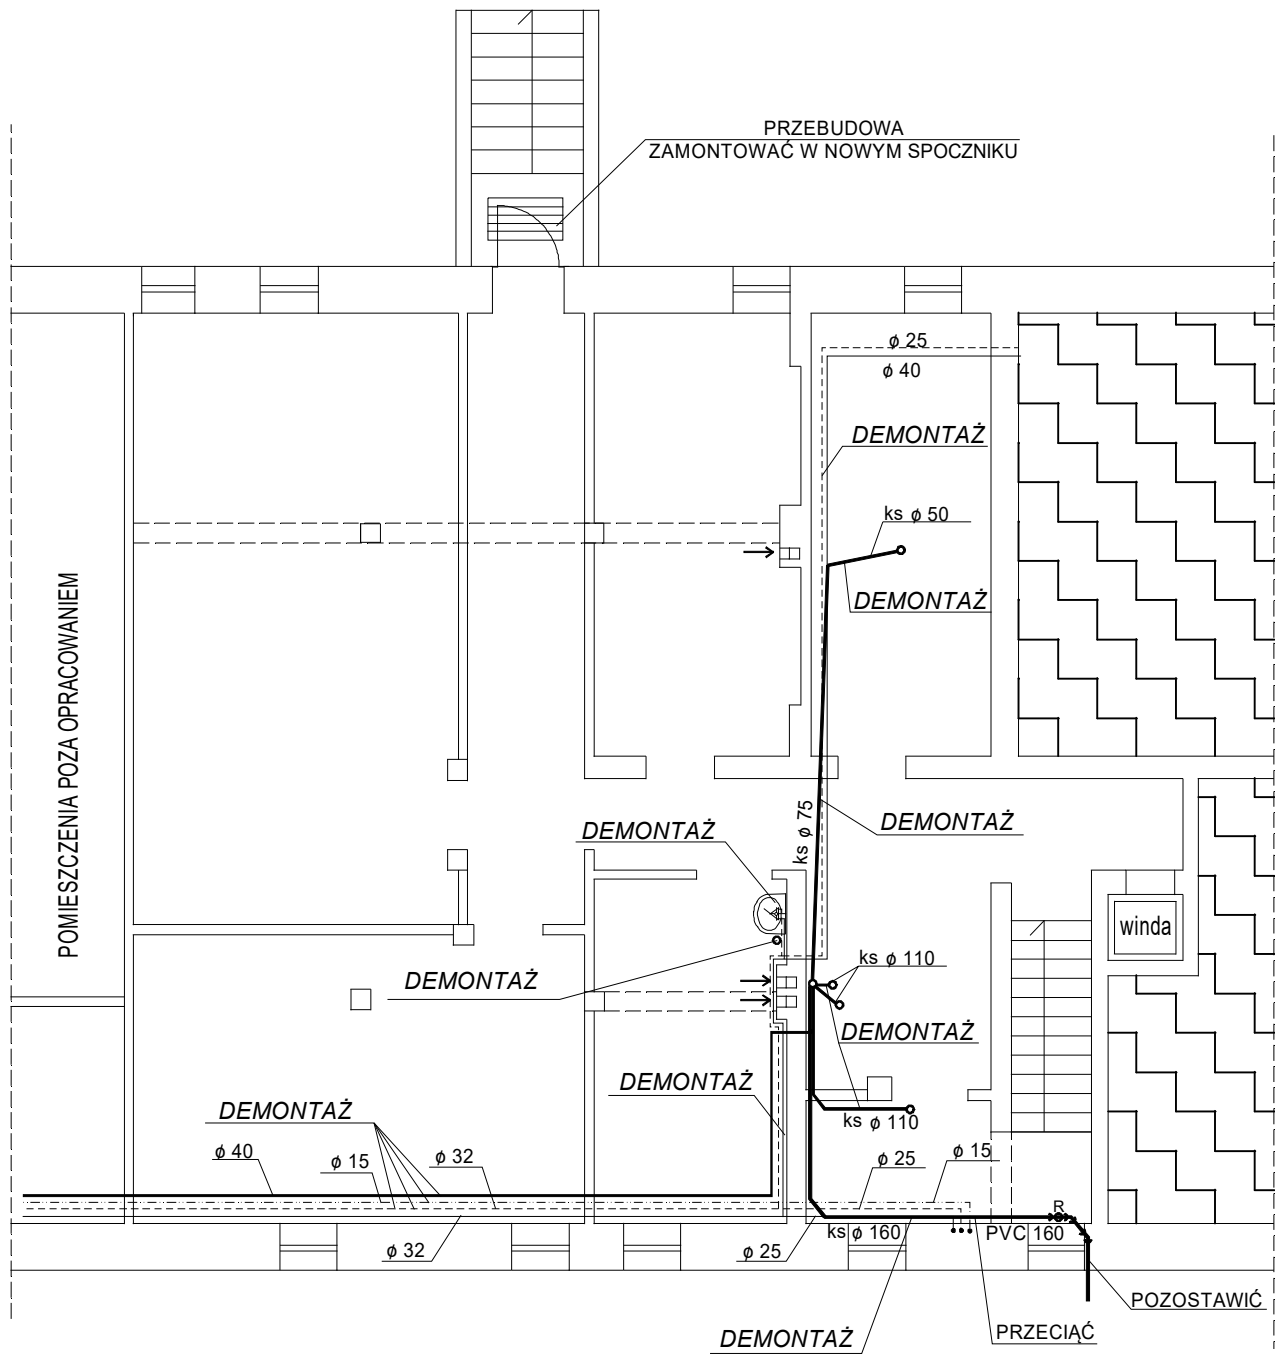 PRZEBUDOWA
ZAMONTOWAĆ W NOWYM SPOCZNIKU
ϕ 25
ϕ 40
DEMONTAŻ
ks ϕ 50
DEMONTAŻ
POMIESZCZENIA POZA OPRACOWANIEM
ks ϕ 75
DEMONTAŻ
DEMONTAŻ
winda
ks ϕ 110
DEMONTAŻ
DEMONTAŻ
DEMONTAŻ
DEMONTAŻ
ks ϕ 110
ϕ 40
ϕ 15
ϕ 32
ϕ 25
ϕ 15
R
ks ϕ 160
PVC 160
ϕ 32
ϕ 25
POZOSTAWIĆ
DEMONTAŻ
PRZECIĄĆ